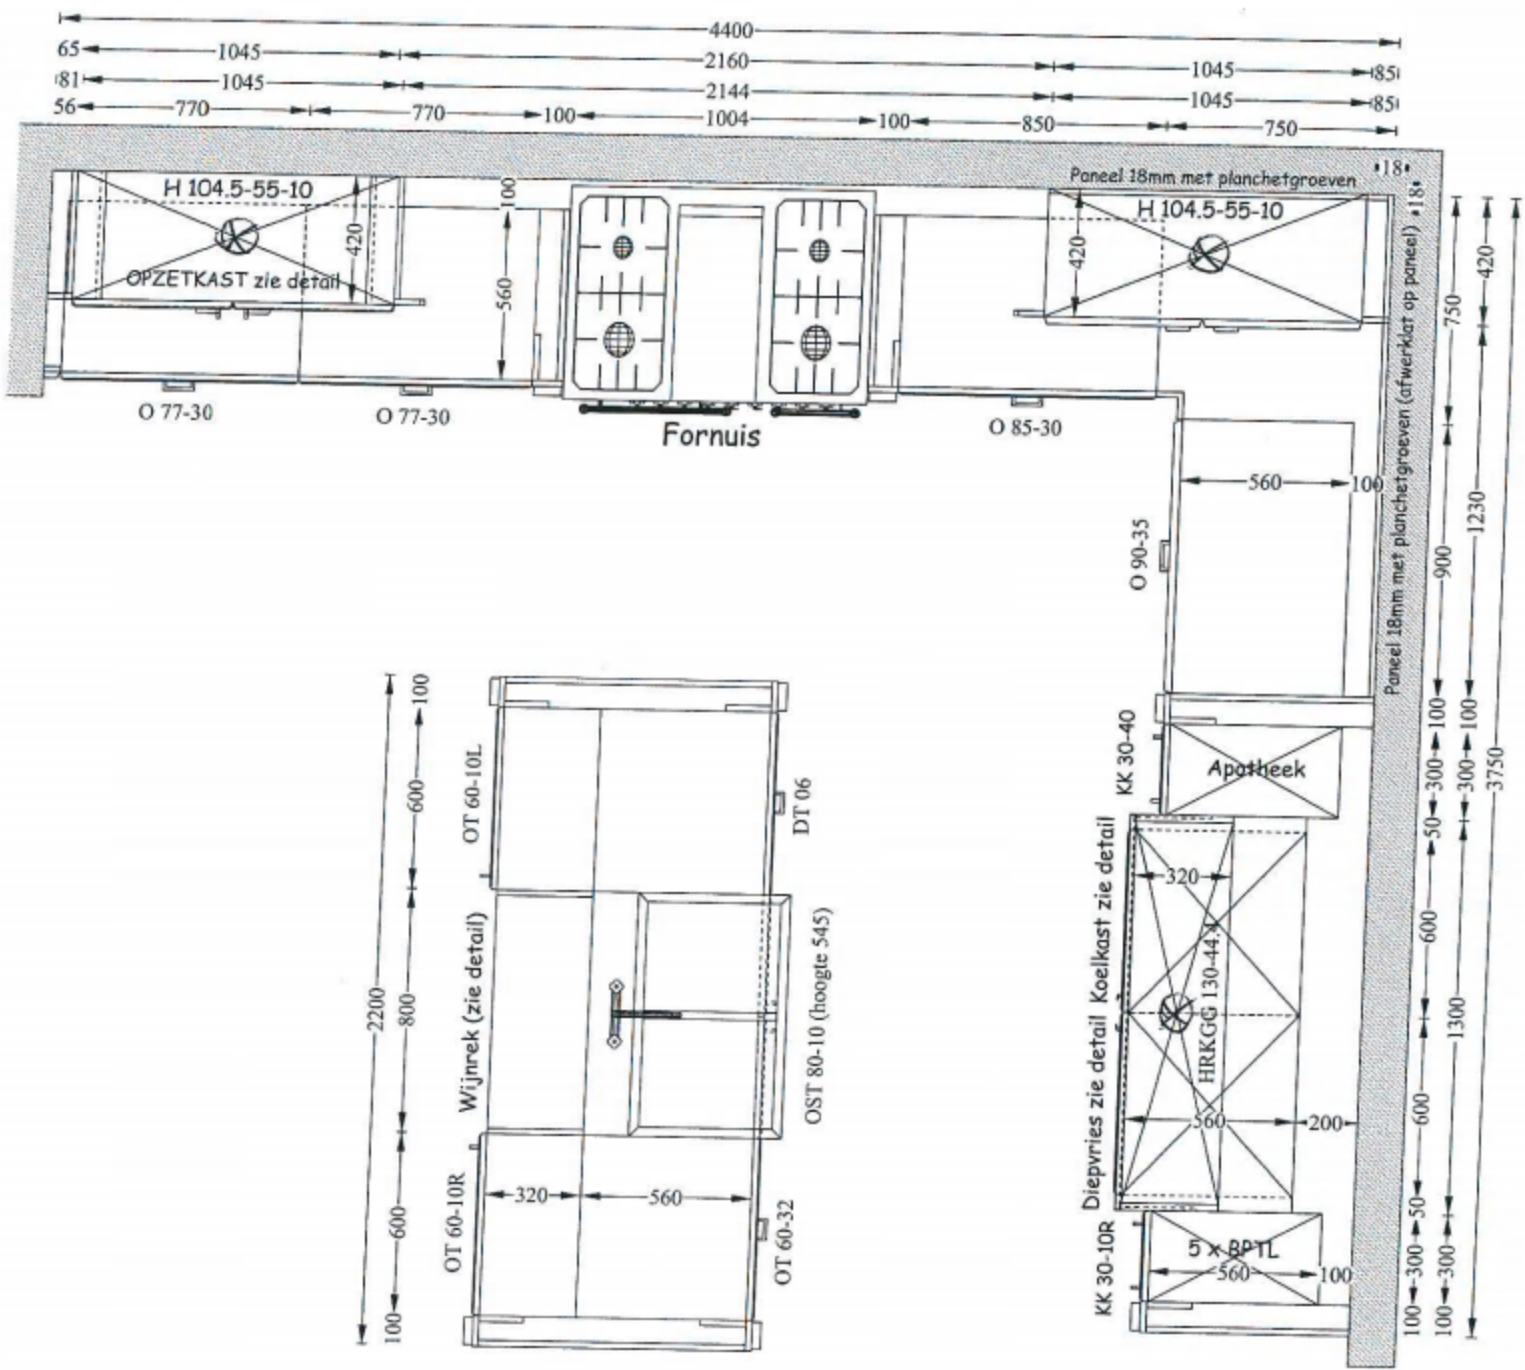 4400
65 1045 2160 1045 85
81 1045 2144 1045 85
56 770 770 100 1004 100 850 750
Paneel 18mm met planchetgroeven
18
18
H 104.5-55-10
420
OPZETKAST zie detail
100
560
H 104.5-55-10
420
O 77-30
O 77-30
Fornuis
O 85-30
560 100
O 90-35
Paneel 18mm met planchetgroeven (afwerklat op paneel)
750 900 100 300 50 600 600 50 300 100
420 1230 100 300 1300 300 100
3750
KK 30-40
Apotheek
Koelkast zie detail
320
HRKGG 130-44.
Diepvries zie detail
560 200
KK 30-10R
5 x BPTL
560 100
2200
100 600 800 600 100
OT 60-10L
DT 06
Wijnrek (zie detail)
OST 80-10 (hoogte 545)
OT 60-10R
320 560
OT 60-32